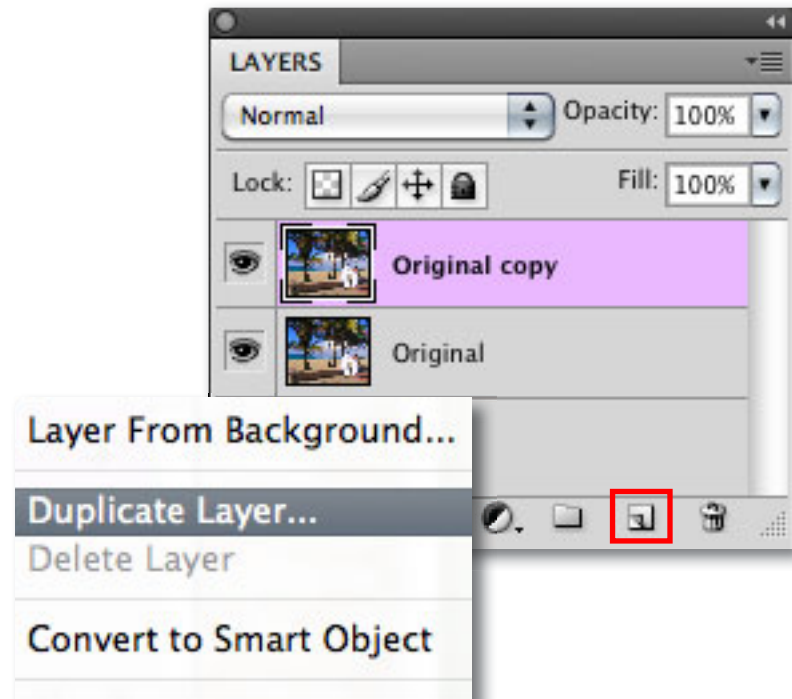 LAYERS
Normal
Opacity: 100%
Lock:
Fill: 100%
Original copy
Original
Layer From Background...
Duplicate Layer...
Delete Layer
Convert to Smart Object